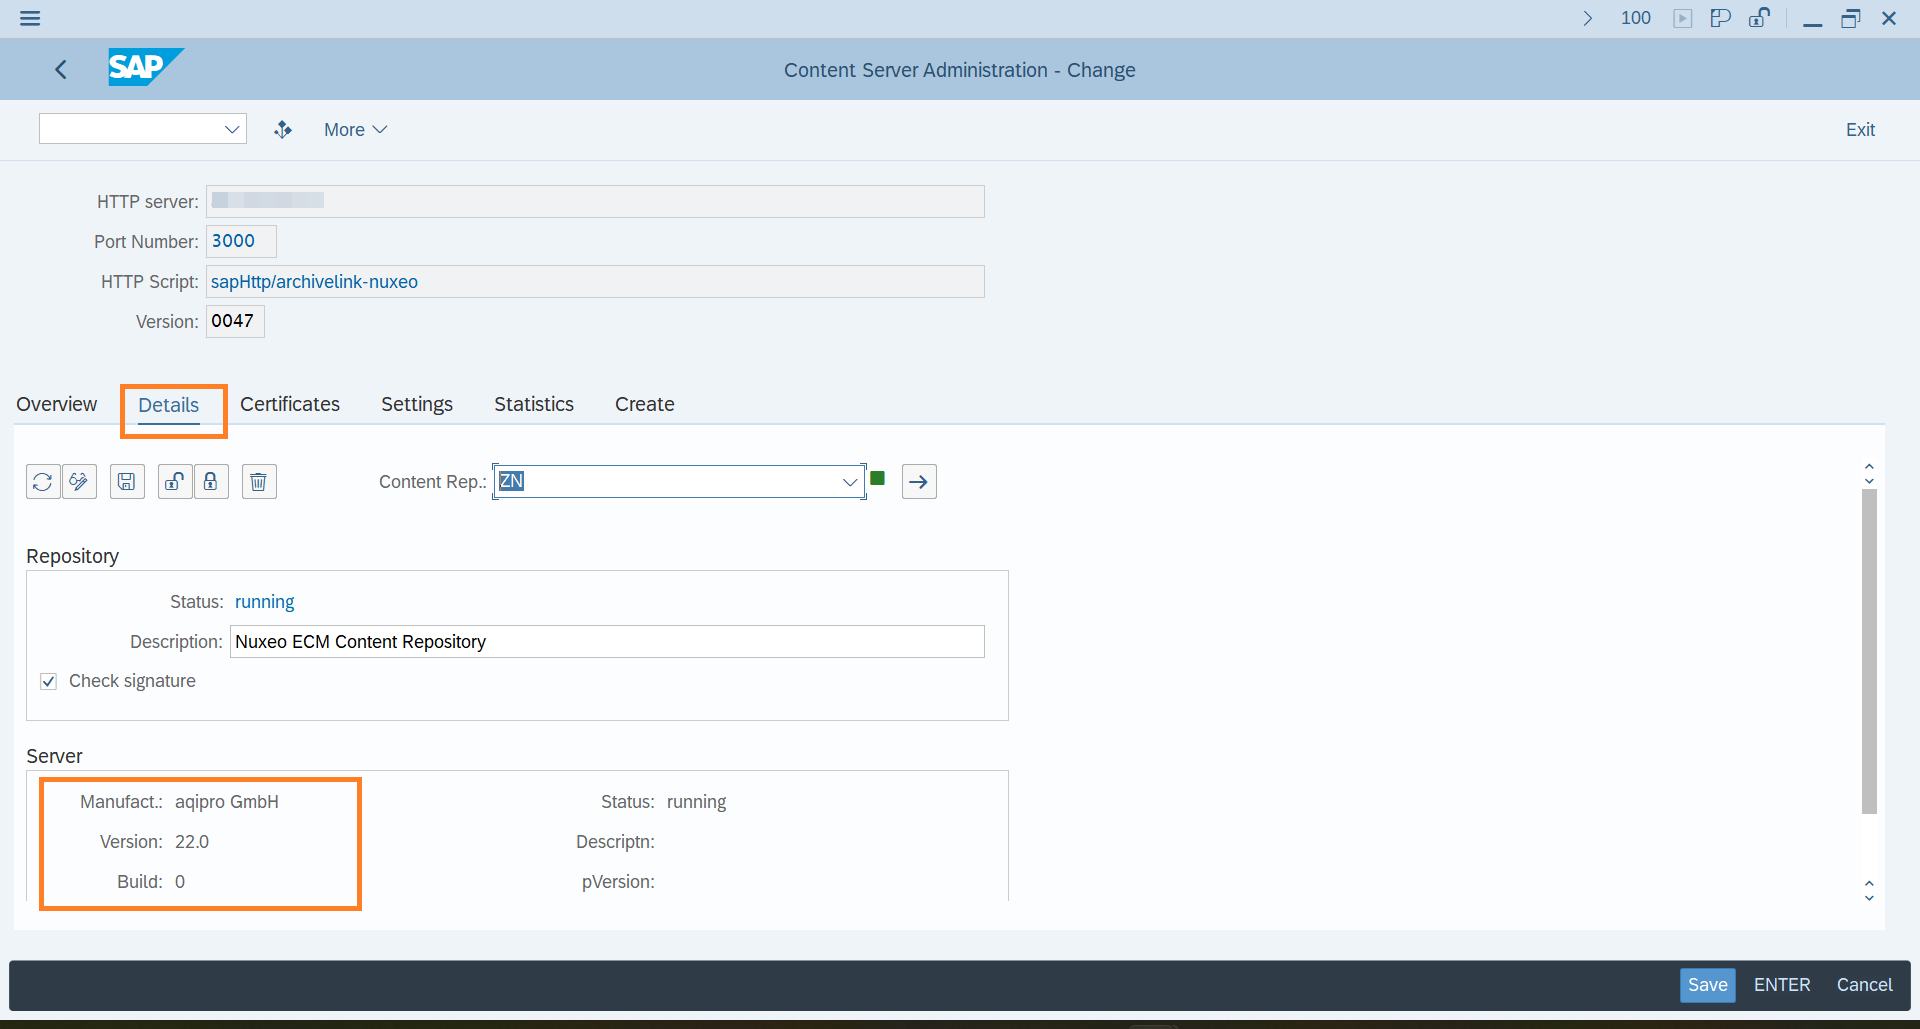 100
SAP
Content Server Administration - Change
More
Exit
HTTP server:
Port Number: 3000
HTTP Script: sapHttp/archivelink-nuxeo
Version: 0047
Overview Details Certificates Settings Statistics Create
Content Rep.: ZN
Repository
Status: running
Description: Nuxeo ECM Content Repository
Check signature
Server
Manufact.: aqipro GmbH Status: running
Version: 22.0 Descriptn:
Build: 0 pVersion:
Save ENTER Cancel